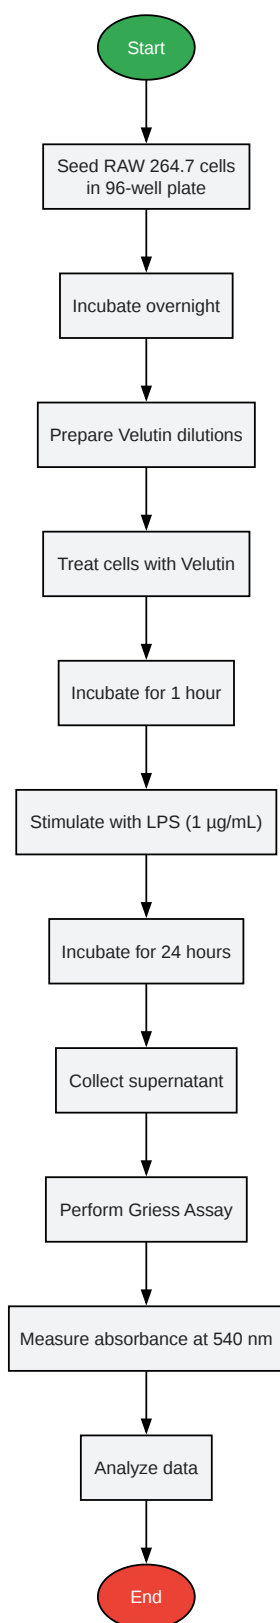 Start
Seed RAW 264.7 cells
in 96-well plate
Incubate overnight
Prepare Velutin dilutions
Treat cells with Velutin
Incubate for 1 hour
Stimulate with LPS (1 µg/mL)
Incubate for 24 hours
Collect supernatant
Perform Griess Assay
Measure absorbance at 540 nm
Analyze data
End